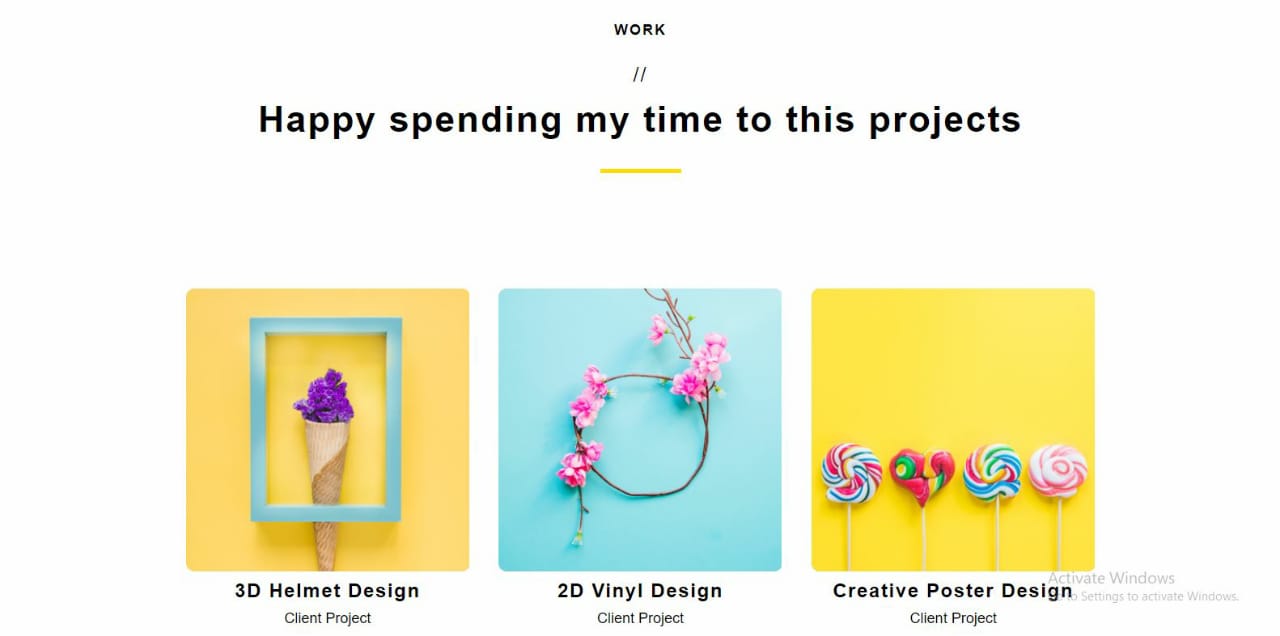 WORK
//
Happy spending my time to this projects
3D Helmet Design
2D Vinyl Design
Creative Poster Design
Client Project
Client Project
Client Project
Activate Windows
to Settings to activate Windows.